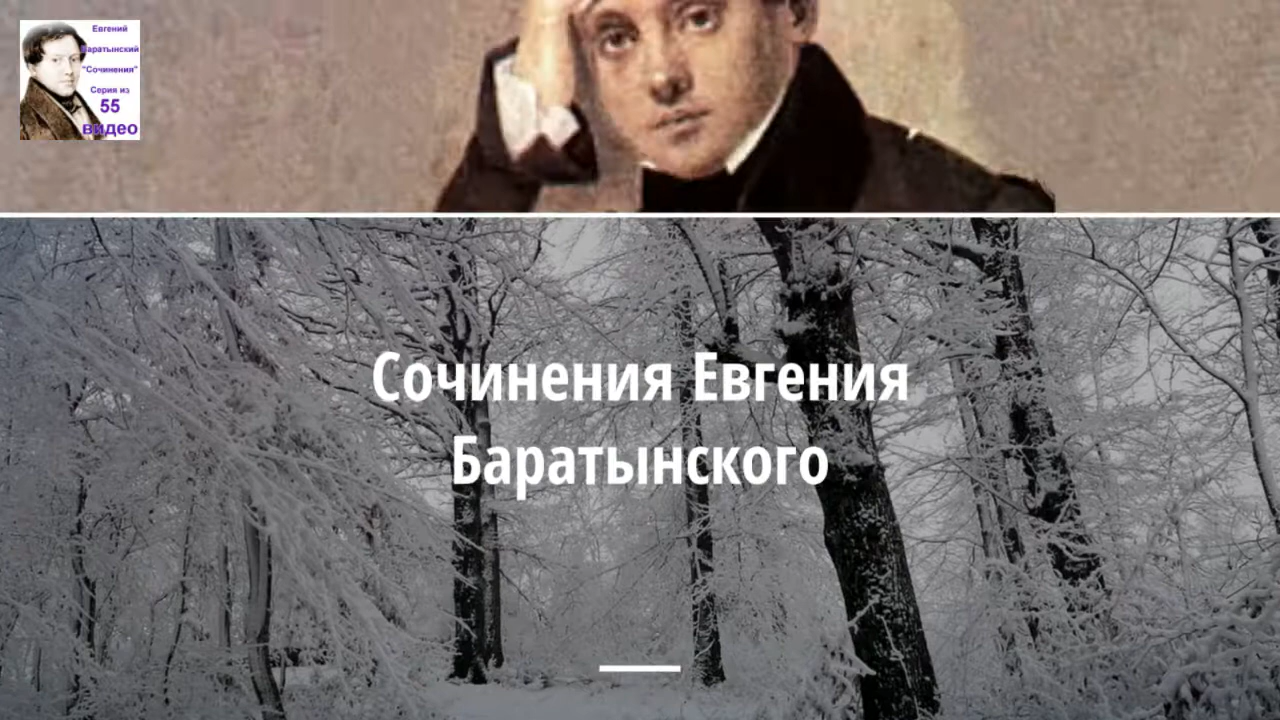 Евгений
Баратынский
"Сочинения"
Серия из
55
видео
Сочинения Евгения
Баратынского